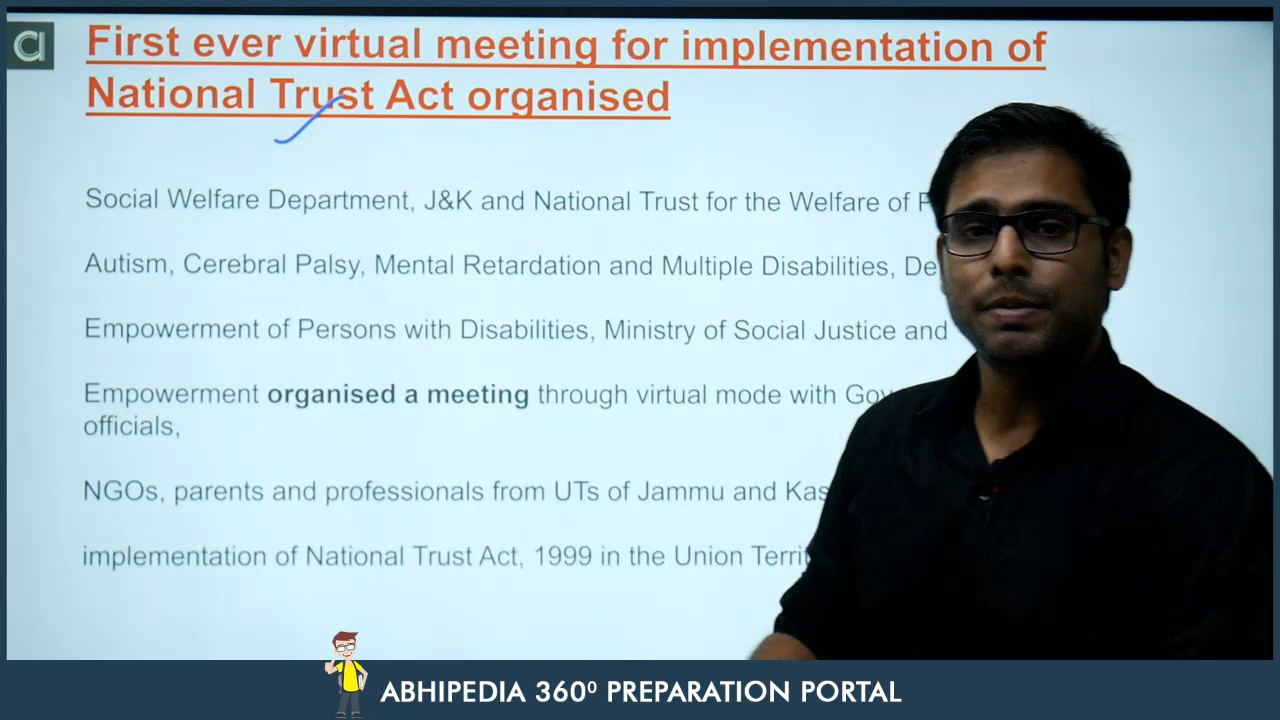 First ever virtual meeting for implementation of
National Trust Act organised
Social Welfare Department, J&K and National Trust for the Welfare of
Autism, Cerebral Palsy, Mental Retardation and Multiple Disabilities,
Empowerment of Persons with Disabilities, Ministry of Social Justice and
Empowerment organised a meeting through virtual mode with
officials,
NGOs, parents and professionals from UTs of Jammu and
implementation of National Trust Act, 1999 in the Union
ABHIPEDIA 360⁰ PREPARATION PORTAL